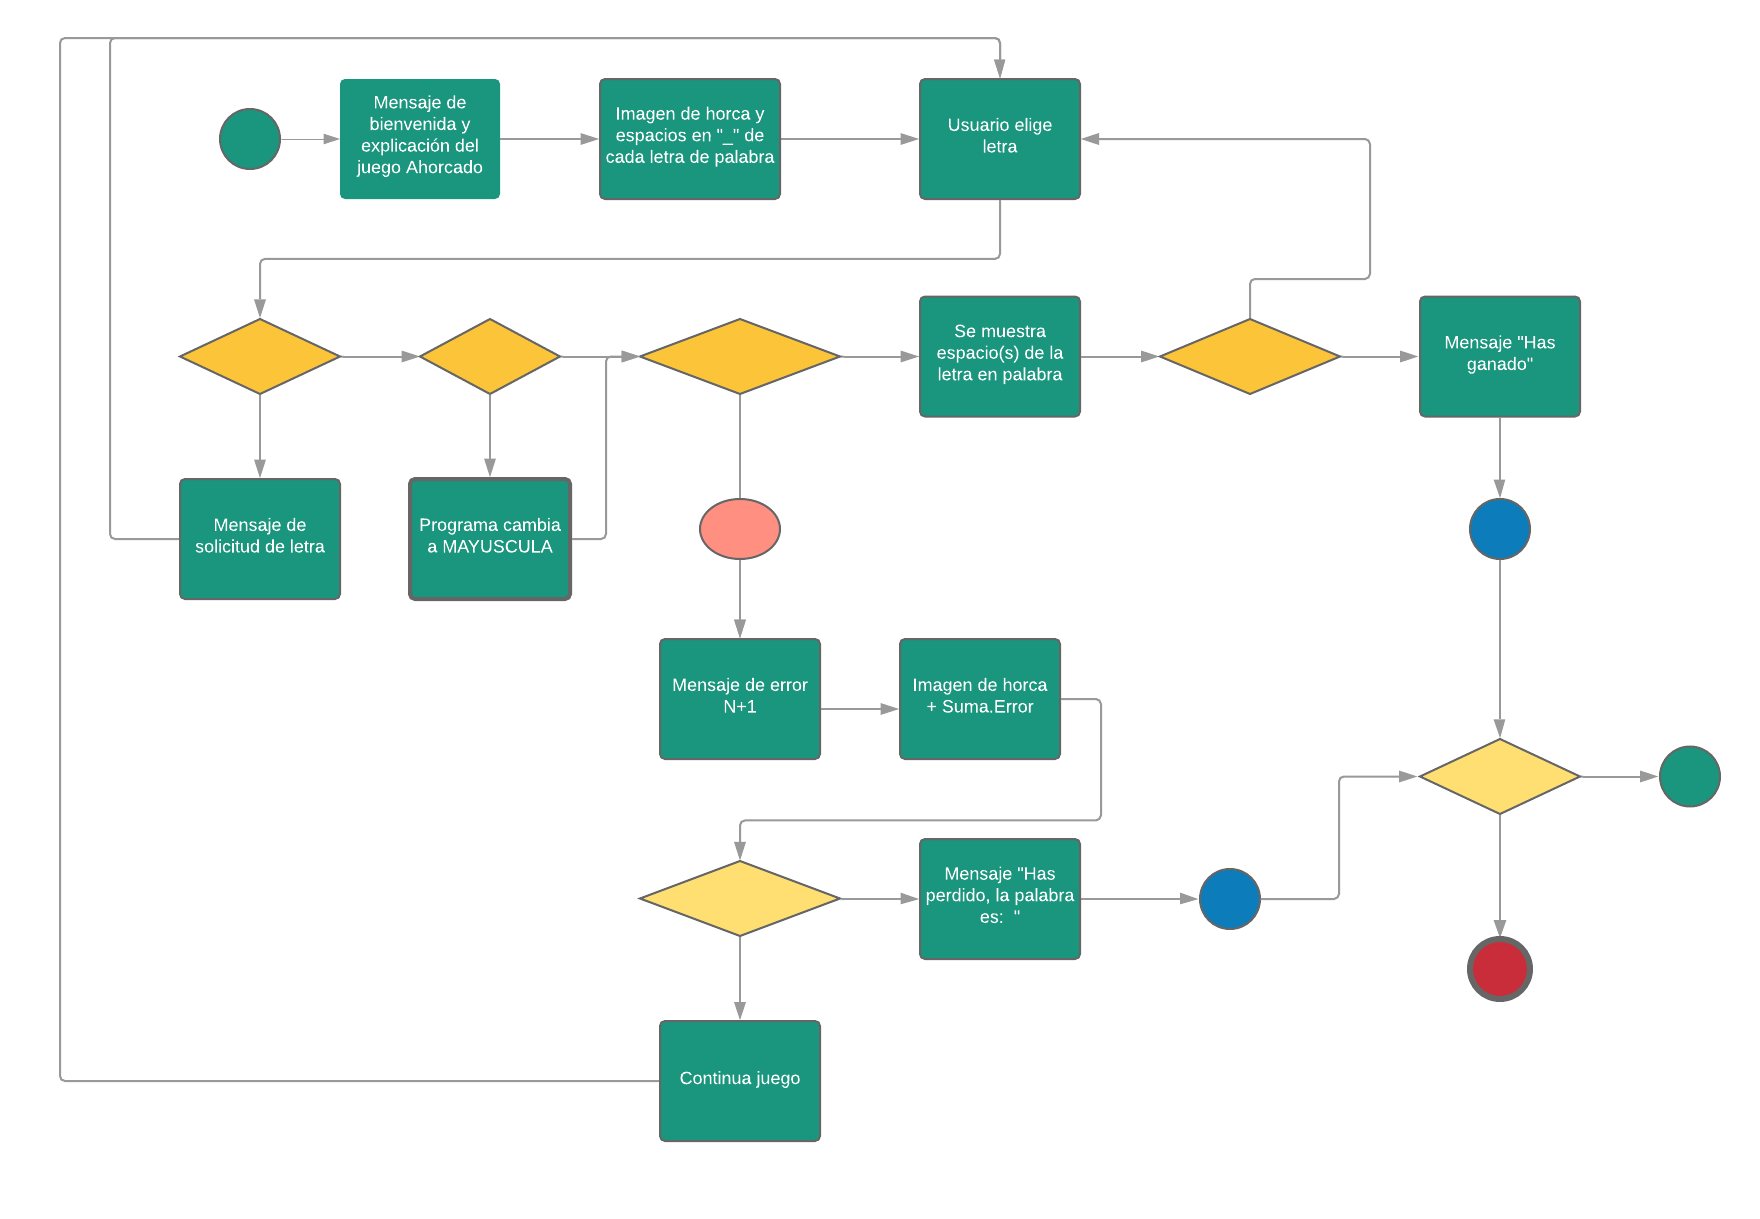 Mensaje de
bienvenida y
explicación del
juego Ahorcado
Imagen de horca y
espacios en "_" de
cada letra de palabra
Usuario elige
letra
Se muestra
espacio(s) de la
letra en palabra
Mensaje "Has
ganado"
Mensaje de
solicitud de letra
Programa cambia
a MAYUSCULA
Mensaje de error
N+1
Imagen de horca
+ Suma.Error
Mensaje "Has
perdido, la palabra
es:  "
Continua juego